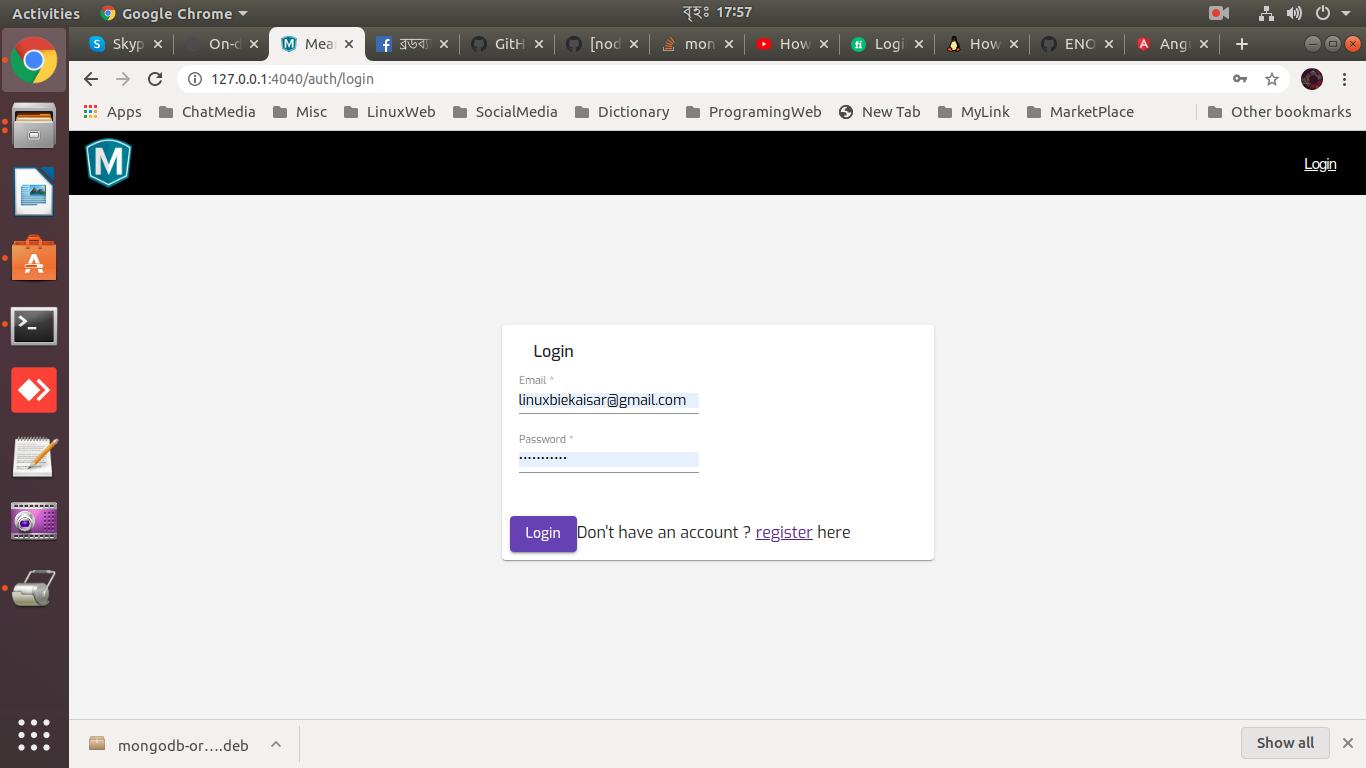 Activities Google Chrome বৃহঃ 17:57
Skyp On-d Mea ব্রডব্য GitH [nod mon How Logi How ENO Ang
127.0.0.1:4040/auth/login
Apps ChatMedia Misc LinuxWeb SocialMedia Dictionary ProgramingWeb New Tab MyLink MarketPlace Other bookmarks
M Login
Login
Email *
linuxbiekaisar@gmail.com
Password *
•••••••••••
Login Don't have an account ? register here
mongodb-or....deb Show all